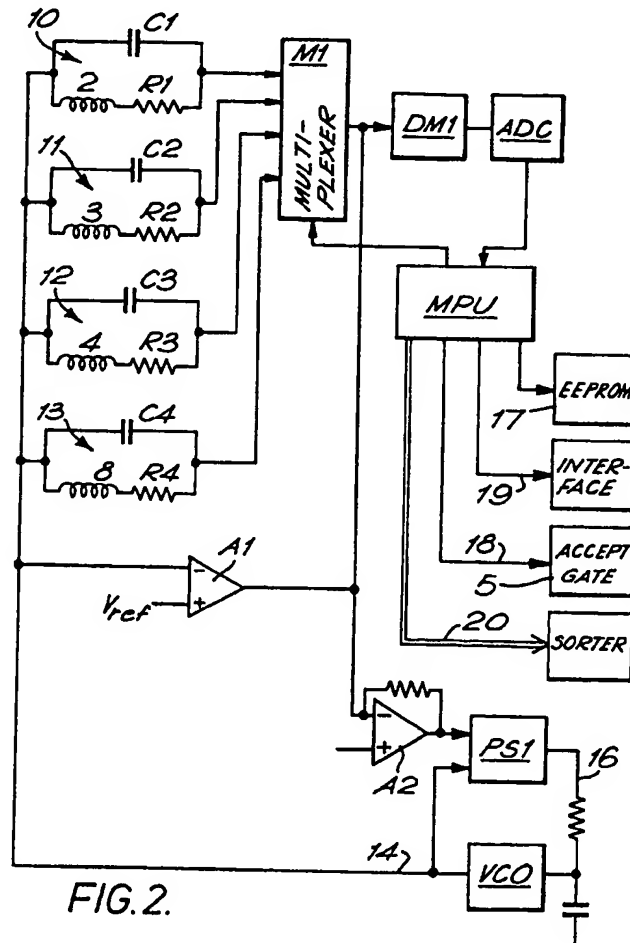 C1
10
2
R1
M1
MULTI-
PLEXER
DM1
ADC
11
C2
3
R2
12
C3
4
R3
13
C4
8
R4
MPU
17
EEPROM
19
INTER-
FACE
18
5
ACCEPT
GATE
20
SORTER
A1
Vref
-
+
-
+
A2
PS1
16
14
VCO
FIG.2.